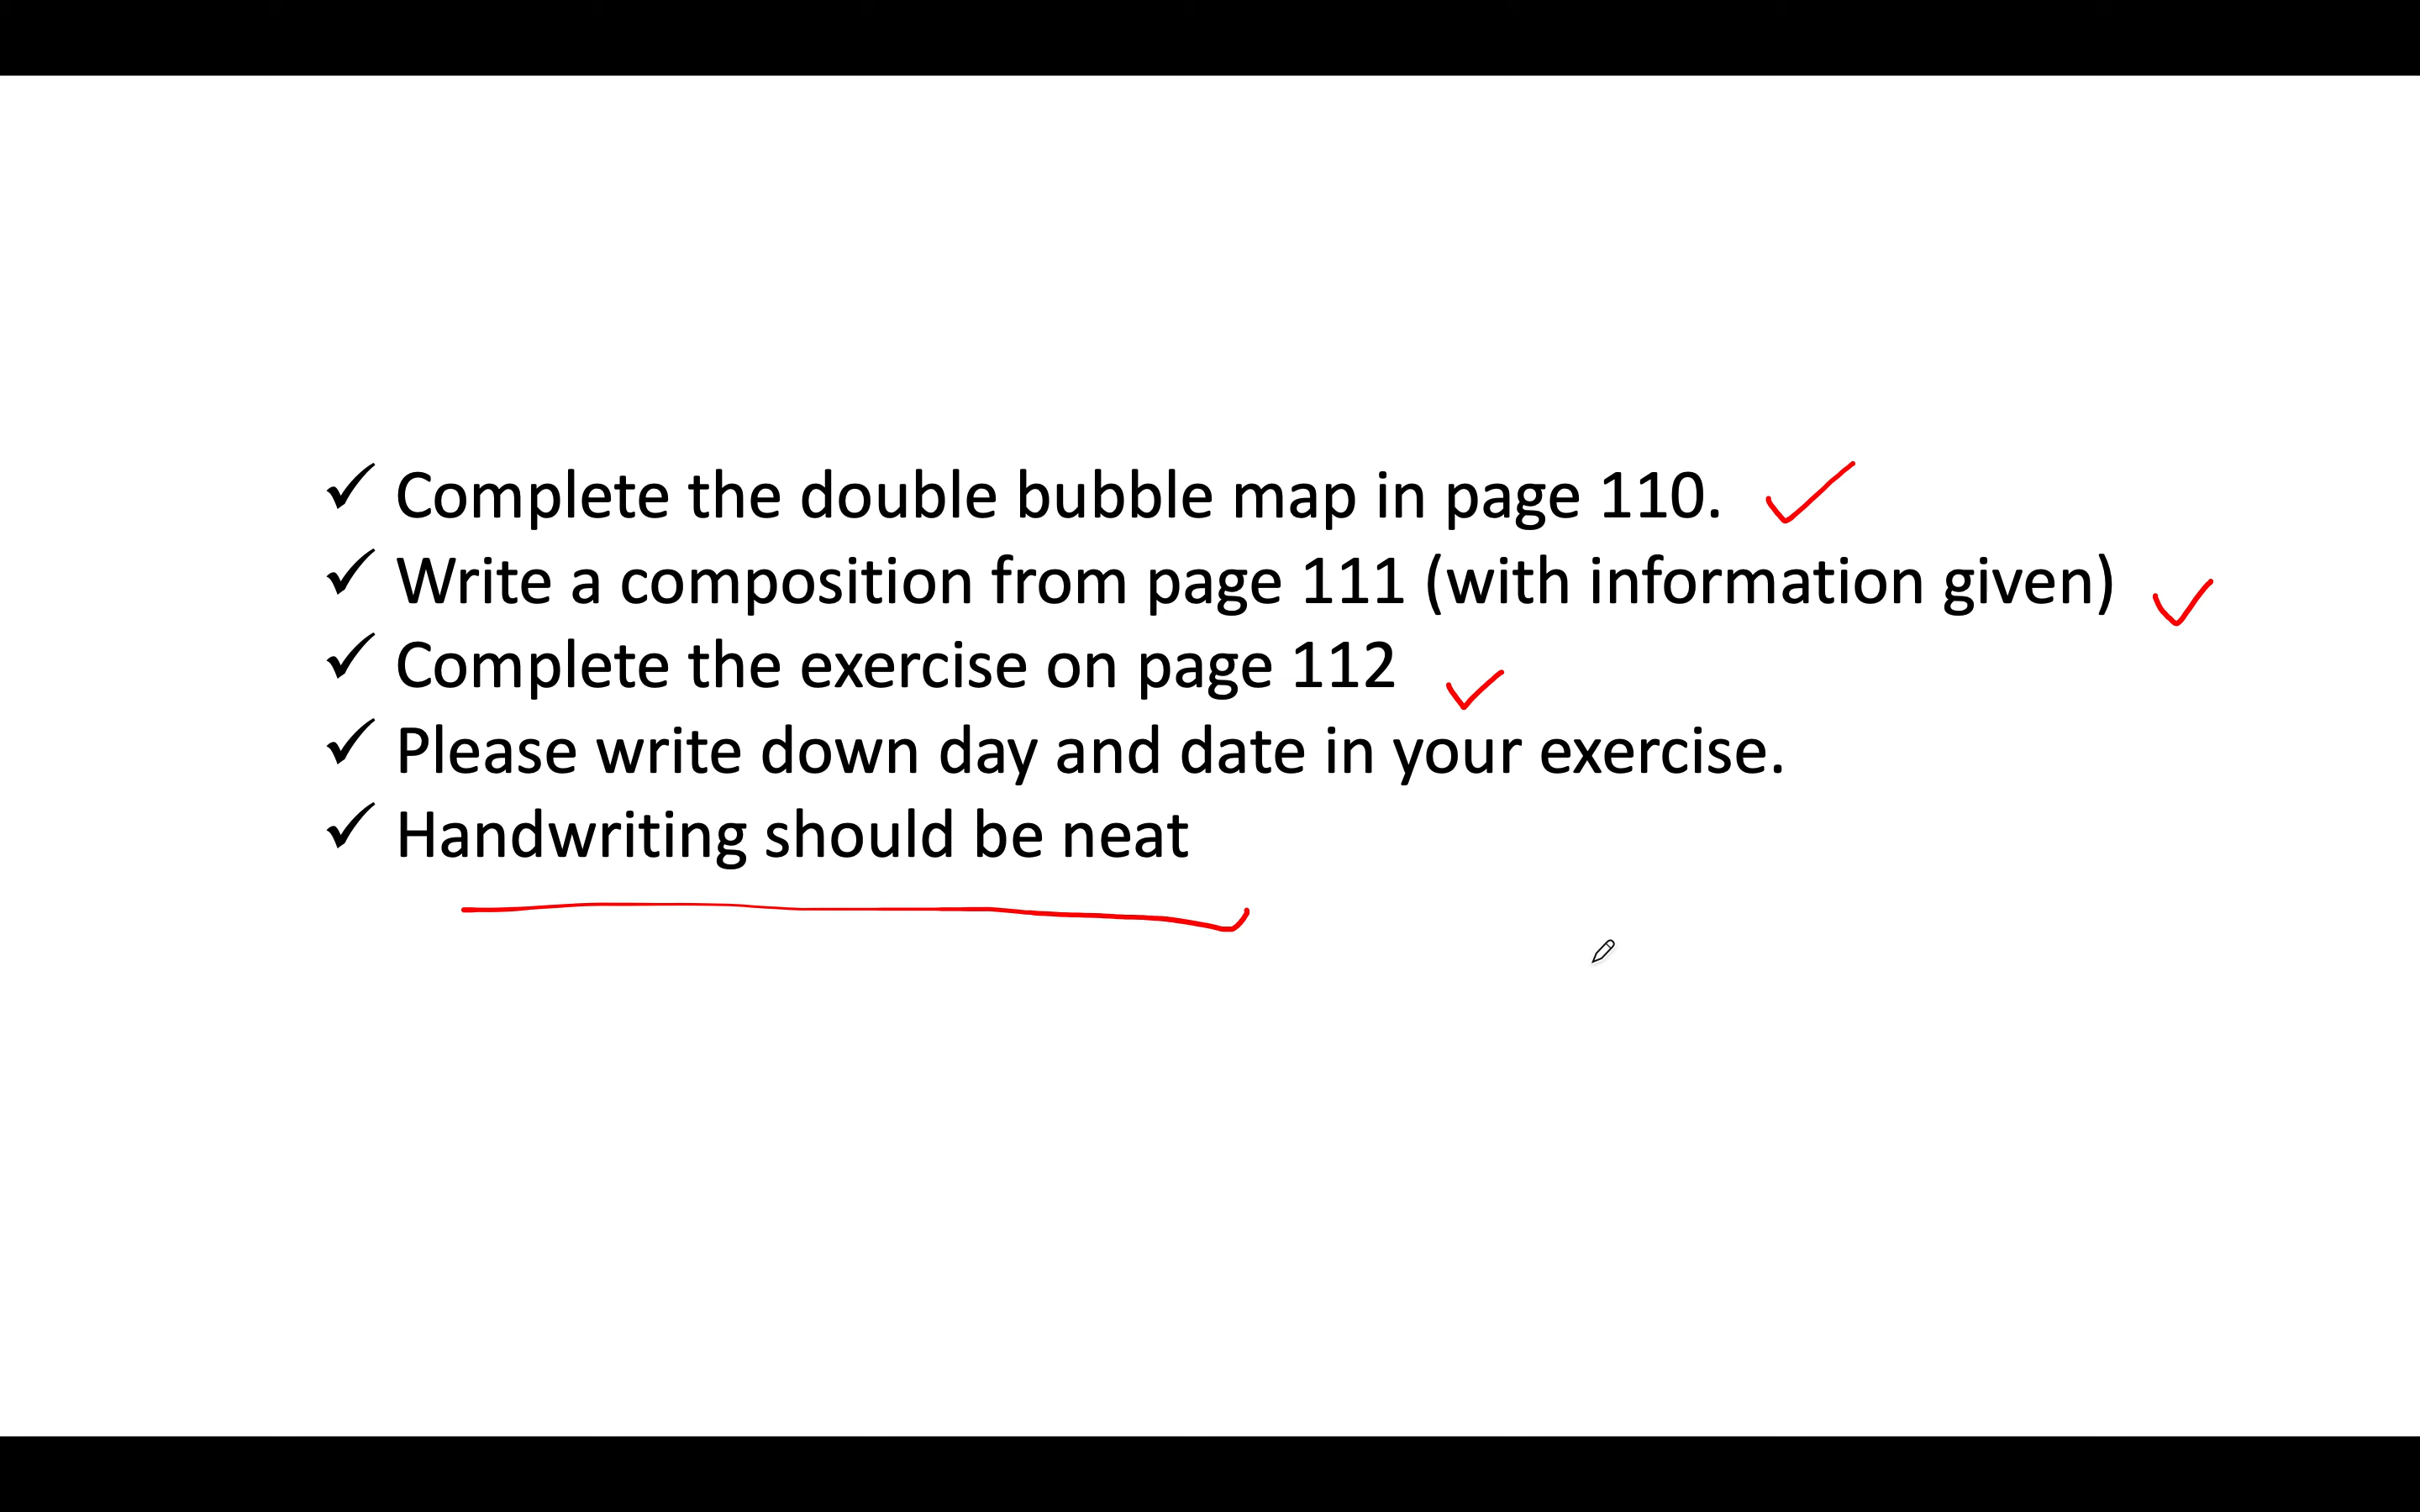 ✓ Complete the double bubble map in page 110.
✓ Write a composition from page 111 (with information given)
✓ Complete the exercise on page 112
✓ Please write down day and date in your exercise.
✓ Handwriting should be neat